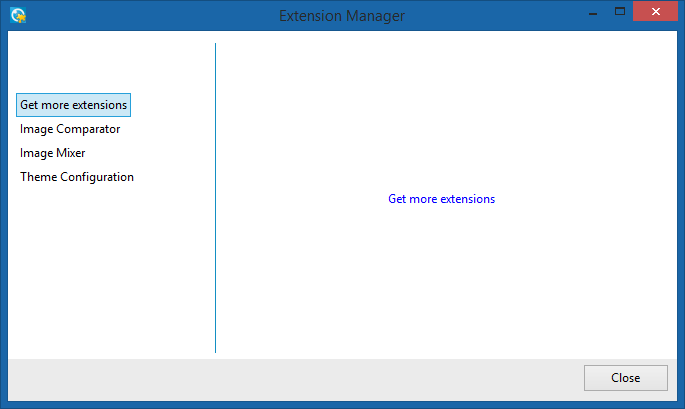 Extension Manager
Get more extensions
Image Comparator
Image Mixer
Theme Configuration
Get more extensions
Close